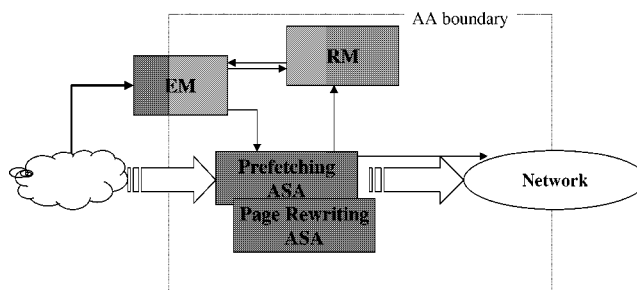 AA boundary
RM
EM
Prefetching
ASA
Page Rewriting
ASA
Network